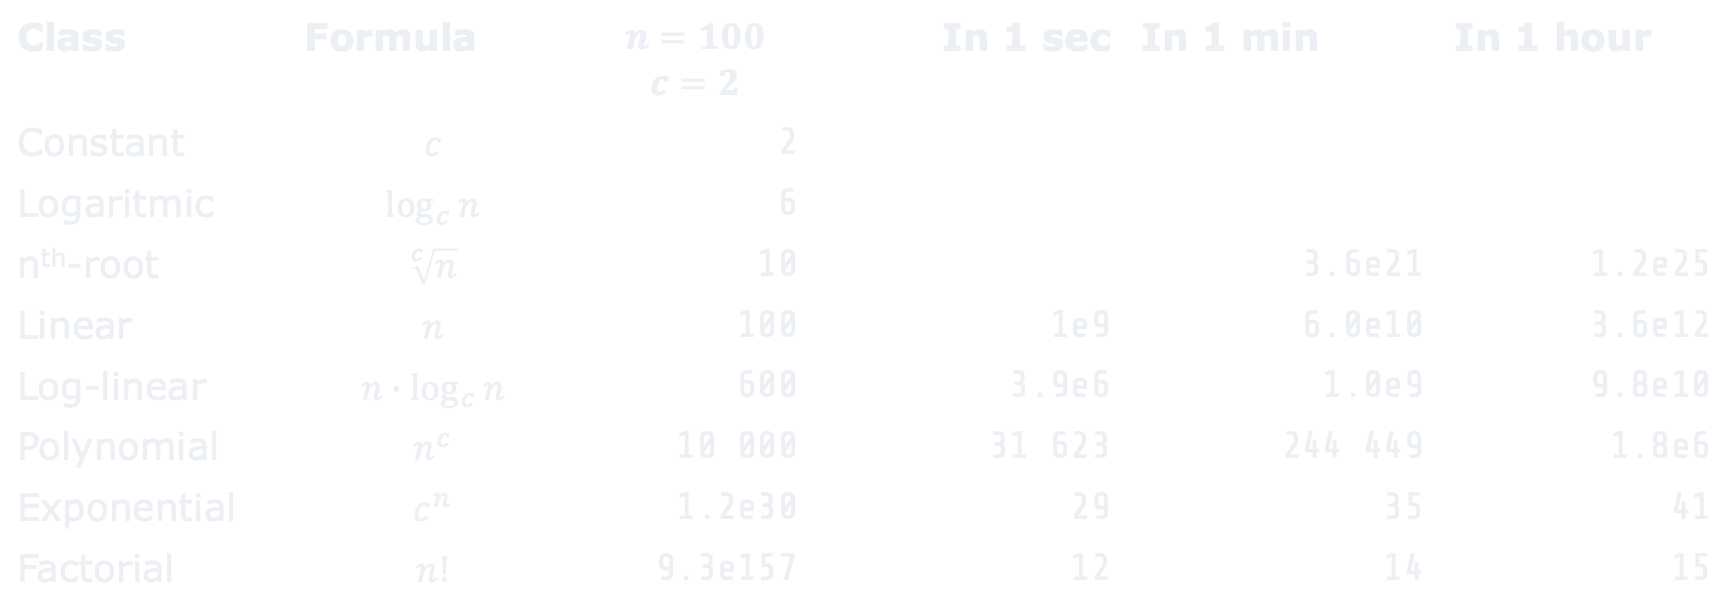 Class Formula n = 100 In 1 sec In 1 min In 1 hour
c = 2
Constant c 2
Logaritmic log_c n 6
nᵗʰ-root ᶜ√n 10 3.6e21 1.2e25
Linear n 100 1e9 6.0e10 3.6e12
Log-linear n · log_c n 600 3.9e6 1.0e9 9.8e10
Polynomial nᶜ 10 000 31 623 244 449 1.8e6
Exponential cⁿ 1.2e30 29 35 41
Factorial n! 9.3e157 12 14 15